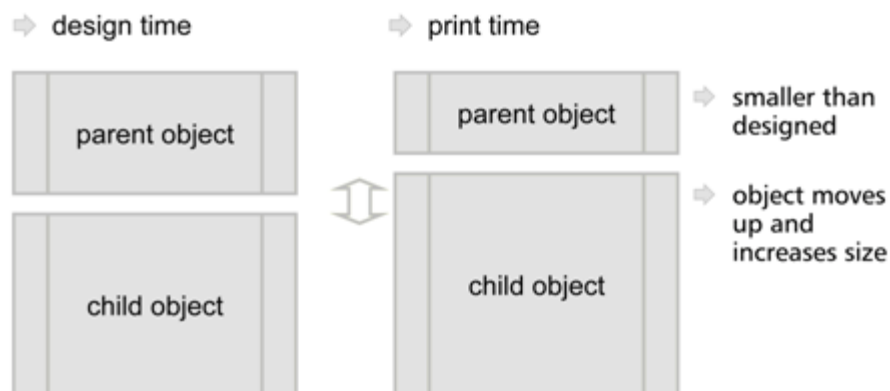 design time
print time
parent object
parent object
smaller than
designed
object moves
up and
increases size
child object
child object